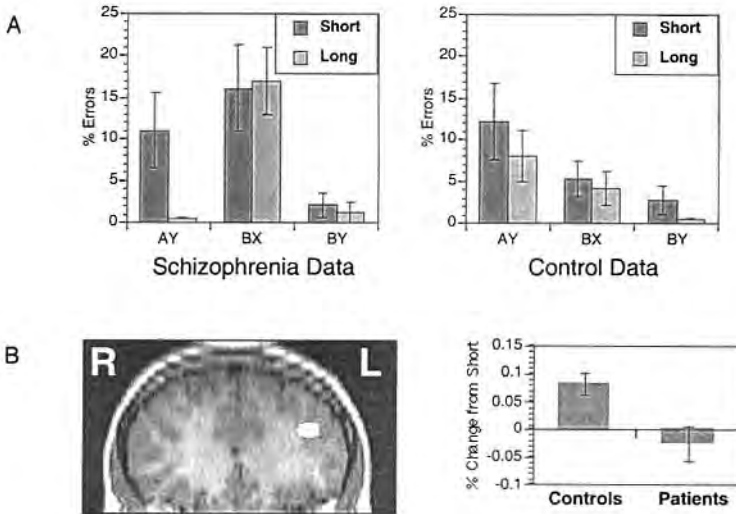 A
% Errors
25
20
15
10
5
0
Short
Long
AY BX BY
Schizophrenia Data
% Errors
25
20
15
10
5
0
Short
Long
AY BX BY
Control Data
B
R L
% Change from Short
0.15
0.1
0.05
0
-0.05
-0.1
Controls Patients